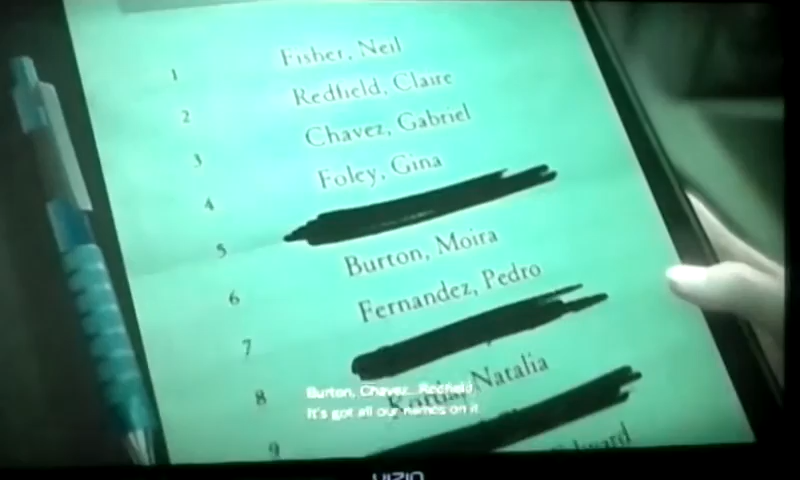 1 Fisher, Neil
2 Redfield, Claire
3 Chavez, Gabriel
Foley, Gina
4
5
Burton, Moira
6 Fernandez, Pedro
7
8 Natalia
9
Burton, Chavez... Redfield.
It's got all our names on it.
VIZIO